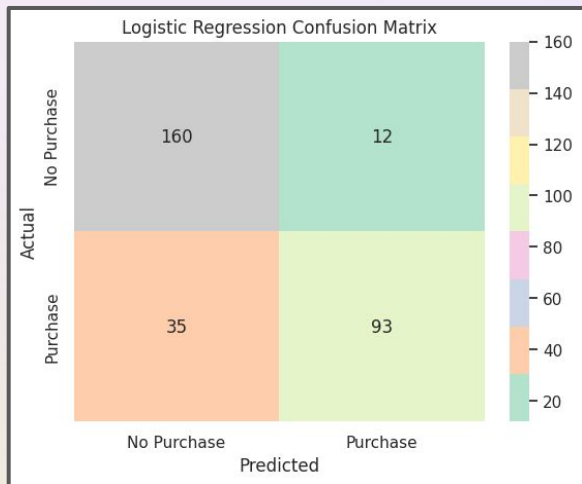 Logistic Regression Confusion Matrix
No Purchase
160
12
Actual
Purchase
35
93
No Purchase
Purchase
Predicted
160
140
120
100
80
60
40
20